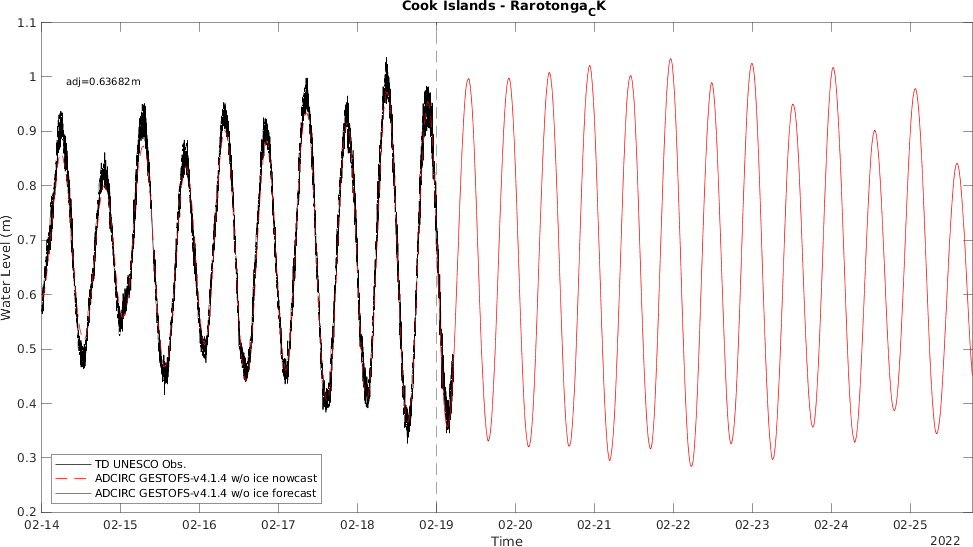 Cook Islands - Rarotonga_CK
adj=0.63682m
1.1
1
0.9
0.8
0.7
0.6
0.5
0.4
0.3
0.2
Water Level (m)
TD UNESCO Obs.
ADCIRC GESTOFS-v4.1.4 w/o ice nowcast
ADCIRC GESTOFS-v4.1.4 w/o ice forecast
02-14 02-15 02-16 02-17 02-18 02-19 02-20 02-21 02-22 02-23 02-24 02-25
Time
2022